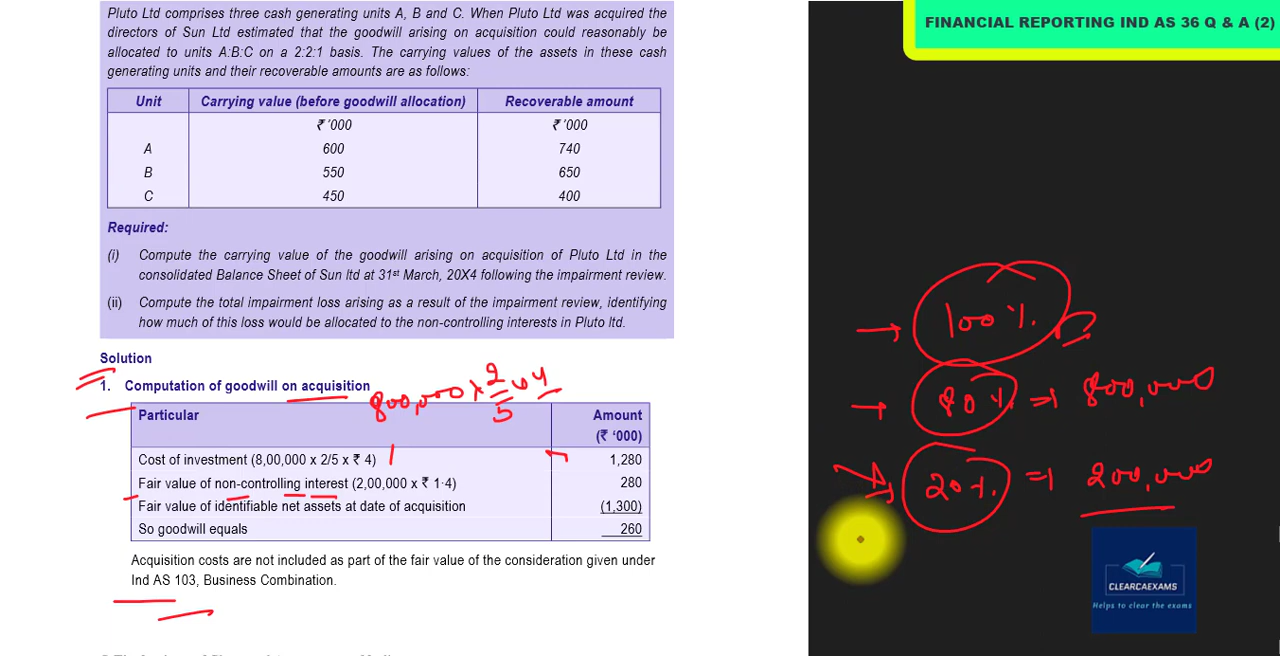 Pluto Ltd comprises three cash generating units A, B and C. When Pluto Ltd was acquired the
directors of Sun Ltd estimated that the goodwill arising on acquisition could reasonably be
allocated to units A:B:C on a 2:2:1 basis. The carrying values of the assets in these cash
generating units and their recoverable amounts are as follows:
Unit Carrying value (before goodwill allocation) Recoverable amount
₹ '000 ₹ '000
A 600 740
B 550 650
C 450 400
Required:
(i) Compute the carrying value of the goodwill arising on acquisition of Pluto Ltd in the
consolidated Balance Sheet of Sun ltd at 31st March, 20X4 following the impairment review.
(ii) Compute the total impairment loss arising as a result of the impairment review, identifying
how much of this loss would be allocated to the non-controlling interests in Pluto ltd.
Solution
1. Computation of goodwill on acquisition
800,000 x 2/5 x 4
Particular Amount
(₹ '000)
Cost of investment (8,00,000 x 2/5 x ₹ 4) 1,280
Fair value of non-controlling interest (2,00,000 x ₹ 1·4) 280
Fair value of identifiable net assets at date of acquisition (1,300)
So goodwill equals 260
Acquisition costs are not included as part of the fair value of the consideration given under
Ind AS 103, Business Combination.
FINANCIAL REPORTING IND AS 36 Q & A (2)
→ 100%
→ 80% ⇒ 800,000
→ 20% ⇒ 200,000
CLEARCAEXAMS
Helps to clear the exams